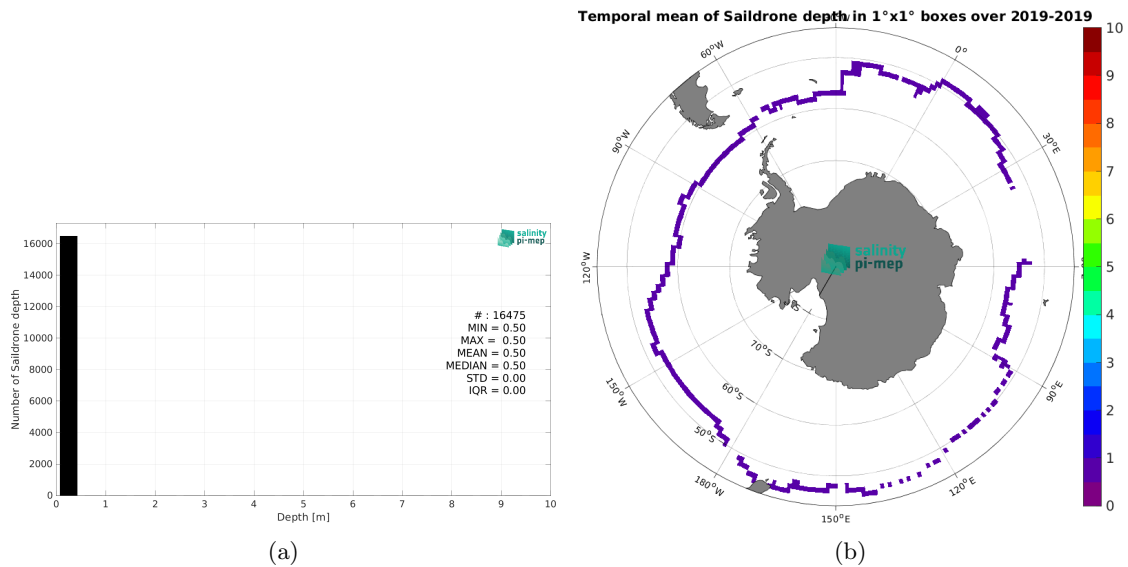 16000
14000
12000
10000
8000
6000
4000
2000
0
Number of Saildrone depth
salinity
pi-mep
# : 16475
MIN = 0.50
MAX = 0.50
MEAN = 0.50
MEDIAN = 0.50
STD = 0.00
IQR = 0.00
0 1 2 3 4 5 6 7 8 9 10
Depth [m]
(a)
Temporal mean of Saildrone depth in 1°x1° boxes over 2019-2019
60°W
0°
90°W
30°E
120°W
salinity
pi-mep
70°S
60°S
50°S
150°W
90°E
180°W
120°E
150°E
10
9
8
7
6
5
4
3
2
1
0
(b)